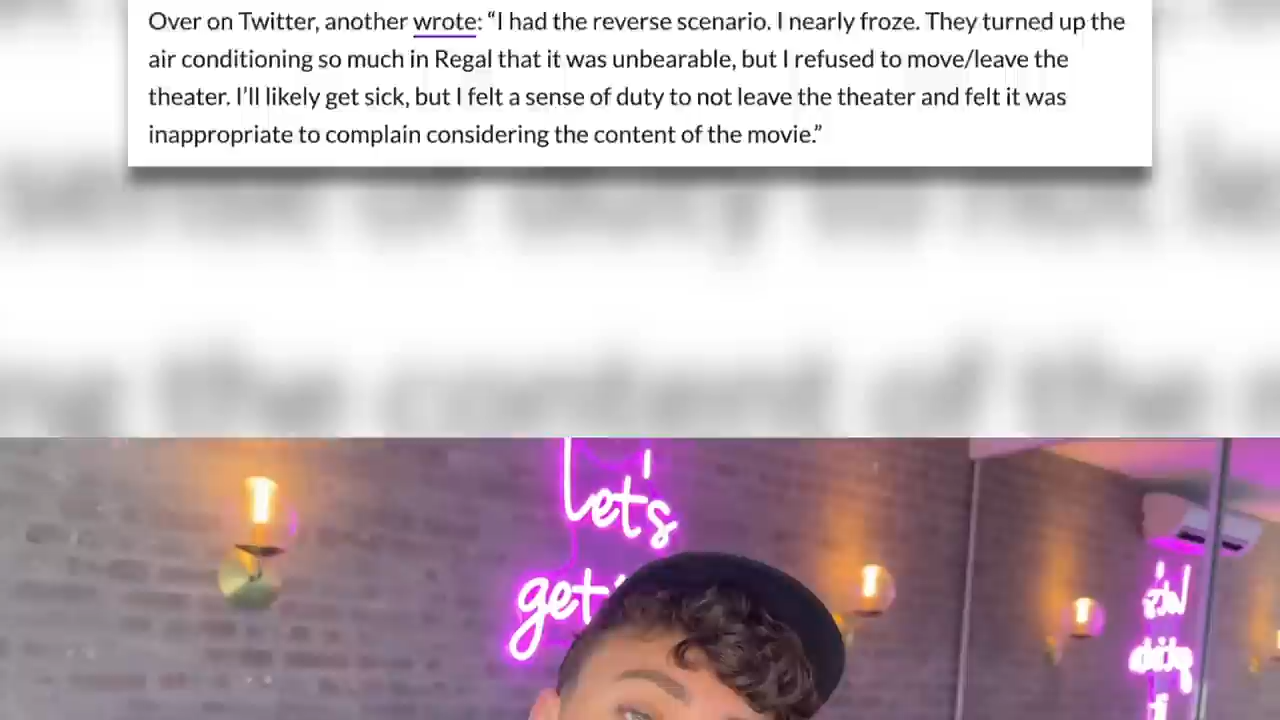 Over on Twitter, another wrote: “I had the reverse scenario. I nearly froze. They turned up the
air conditioning so much in Regal that it was unbearable, but I refused to move/leave the
theater. I’ll likely get sick, but I felt a sense of duty to not leave the theater and felt it was
inappropriate to complain considering the content of the movie.”
let's
get